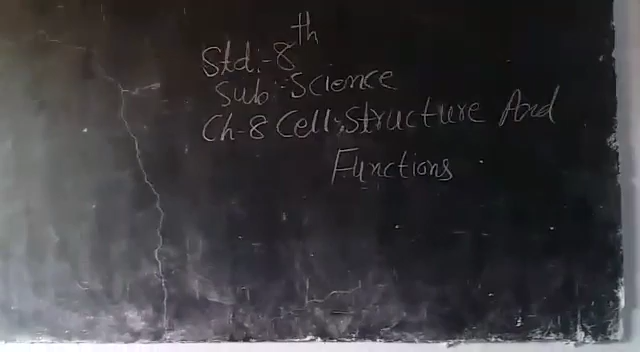 Std:-8th
Sub:-Science
Ch-8 Cell:Structure And
Functions